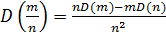 D(m/n) = (nD(m)−mD(n))/n²